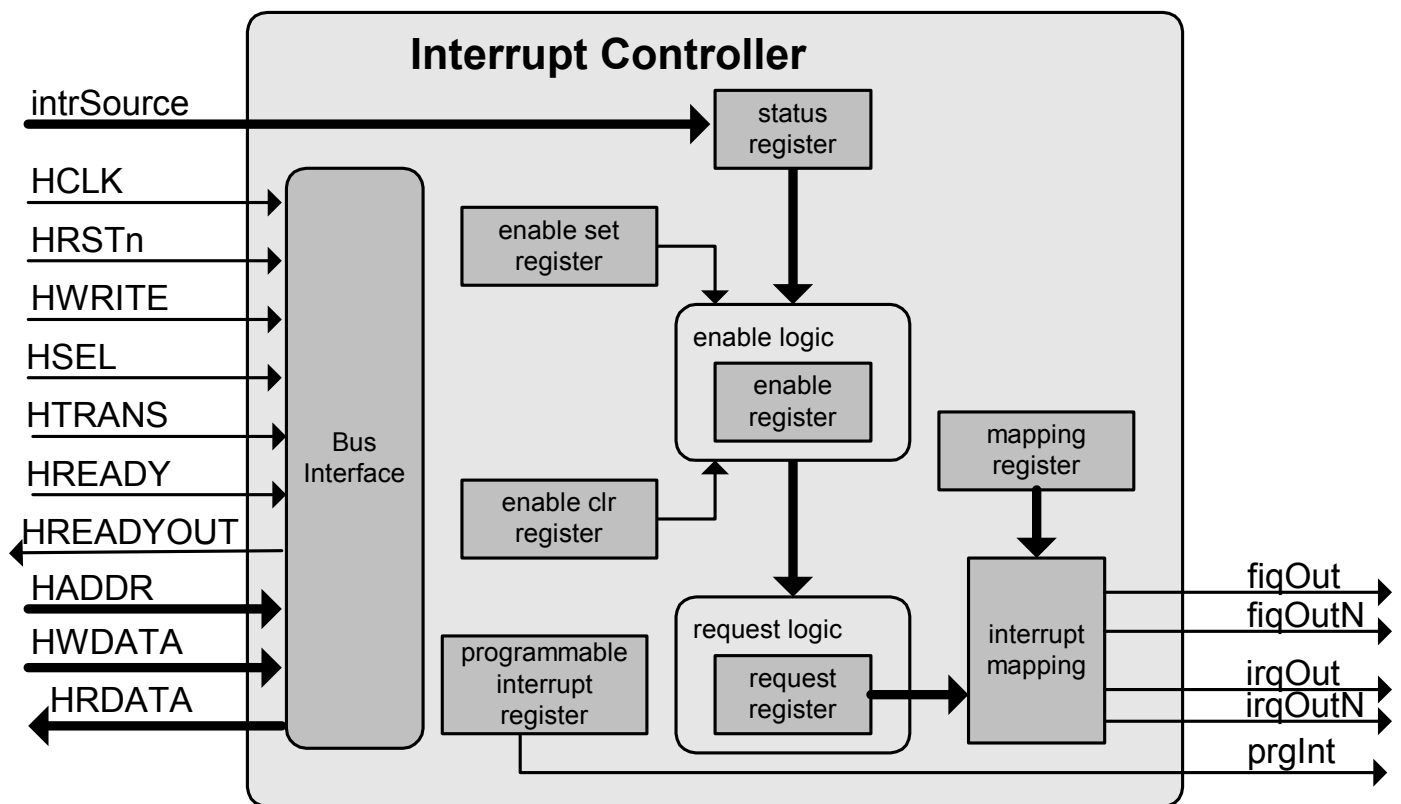 Interrupt Controller
intrSource
status
register
HCLK
HRSTn
HWRITE
HSEL
HTRANS
HREADY
HREADYOUT
HADDR
HWDATA
HRDATA
Bus
Interface
enable set
register
enable logic
enable
register
enable clr
register
mapping
register
programmable
interrupt
register
request logic
request
register
interrupt
mapping
fiqOut
fiqOutN
irqOut
irqOutN
prgInt